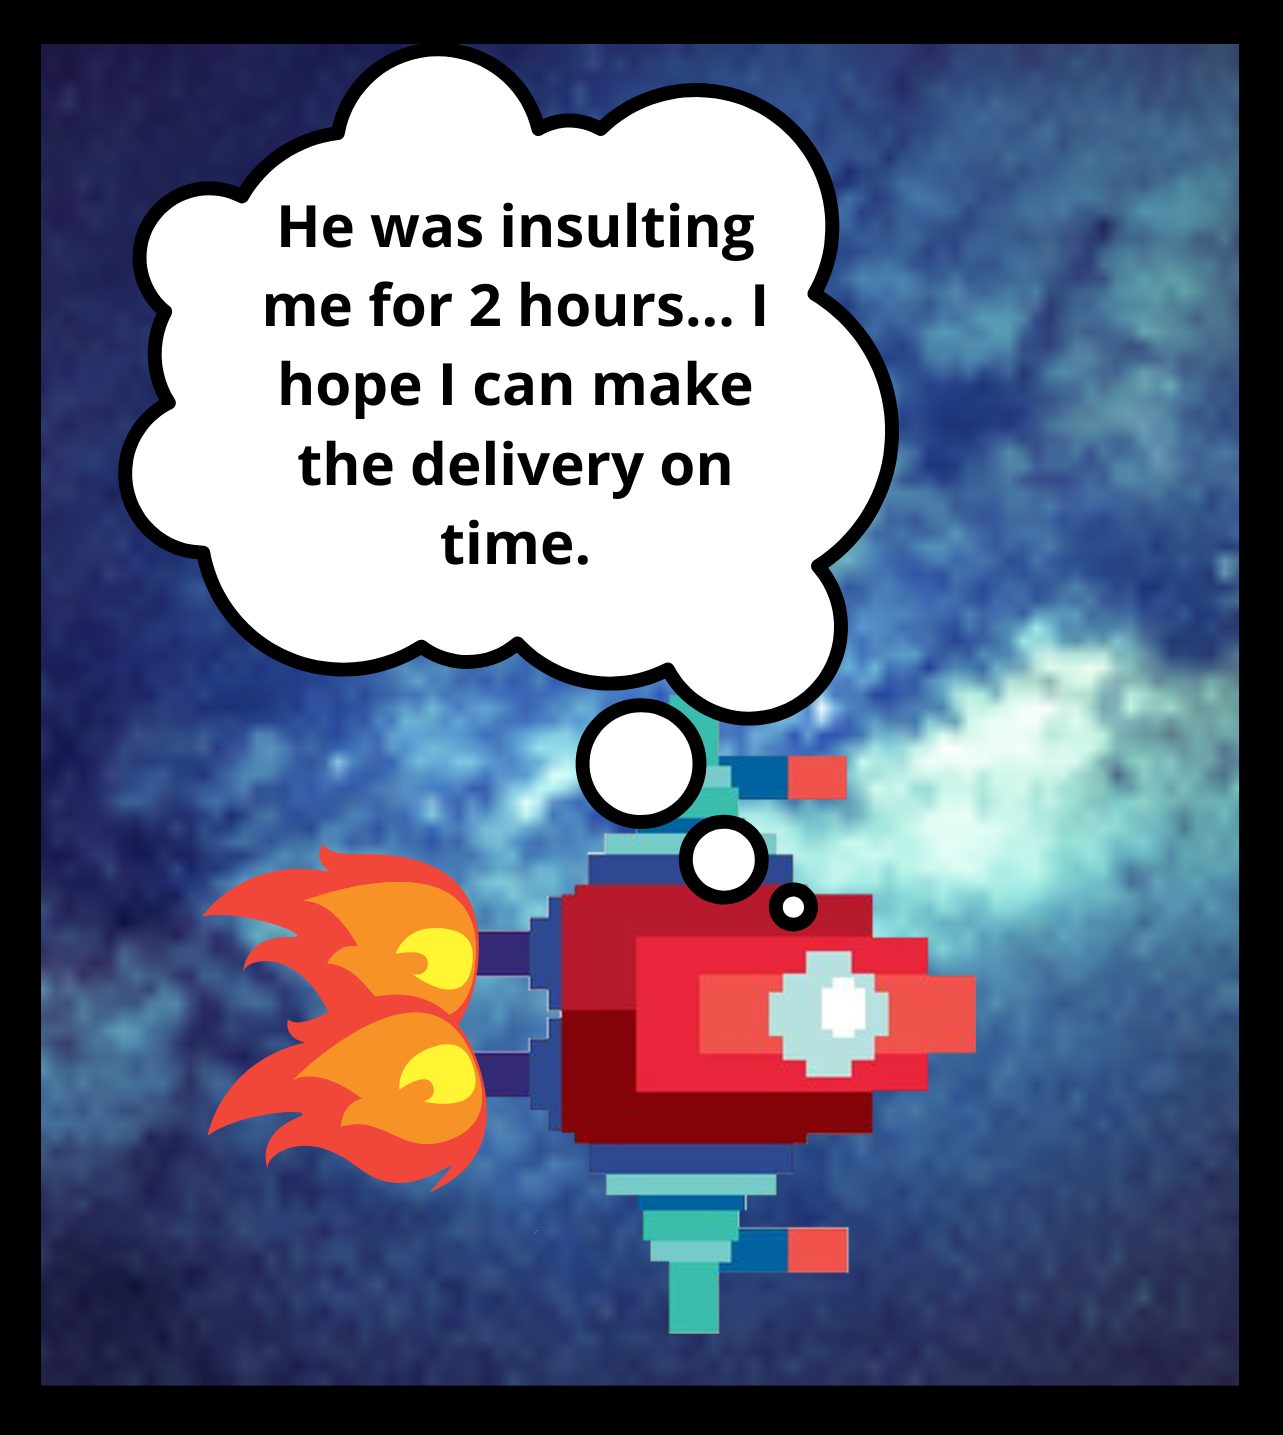 He was insulting
me for 2 hours... I
hope I can make
the delivery on
time.